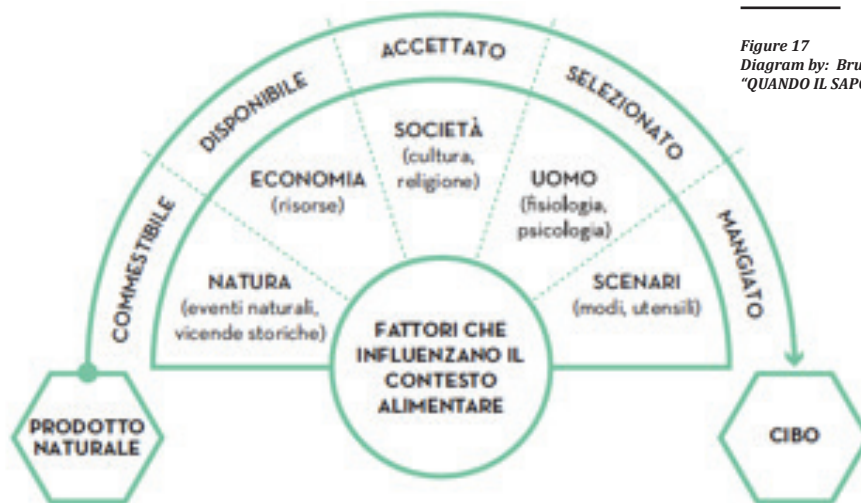 Figure 17
Diagram by: Bru
"QUANDO IL SAPO
COMMESTIBILE
DISPONIBILE
ACCETTATO
SELEZIONATO
MANGIATO
NATURA
(eventi naturali,
vicende storiche)
ECONOMIA
(risorse)
SOCIETÀ
(cultura,
religione)
UOMO
(fisiologia,
psicologia)
SCENARI
(modi, utensili)
FATTORI CHE
INFLUENZANO IL
CONTESTO
ALIMENTARE
PRODOTTO
NATURALE
CIBO